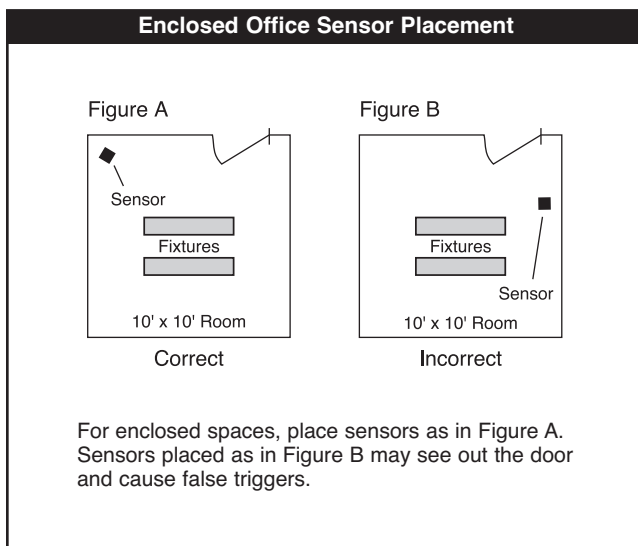 Enclosed Office Sensor Placement
Figure A
Sensor
Fixtures
10' x 10' Room
Correct
Figure B
Fixtures
Sensor
10' x 10' Room
Incorrect
For enclosed spaces, place sensors as in Figure A.
Sensors placed as in Figure B may see out the door
and cause false triggers.